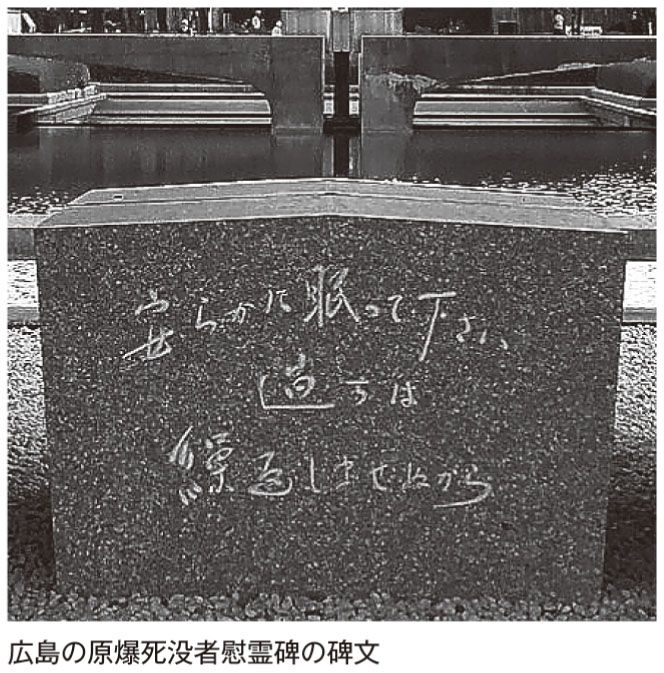 安らかに眠って下さい
過ちは
繰返しませぬから
広島の原爆死没者慰霊碑の碑文